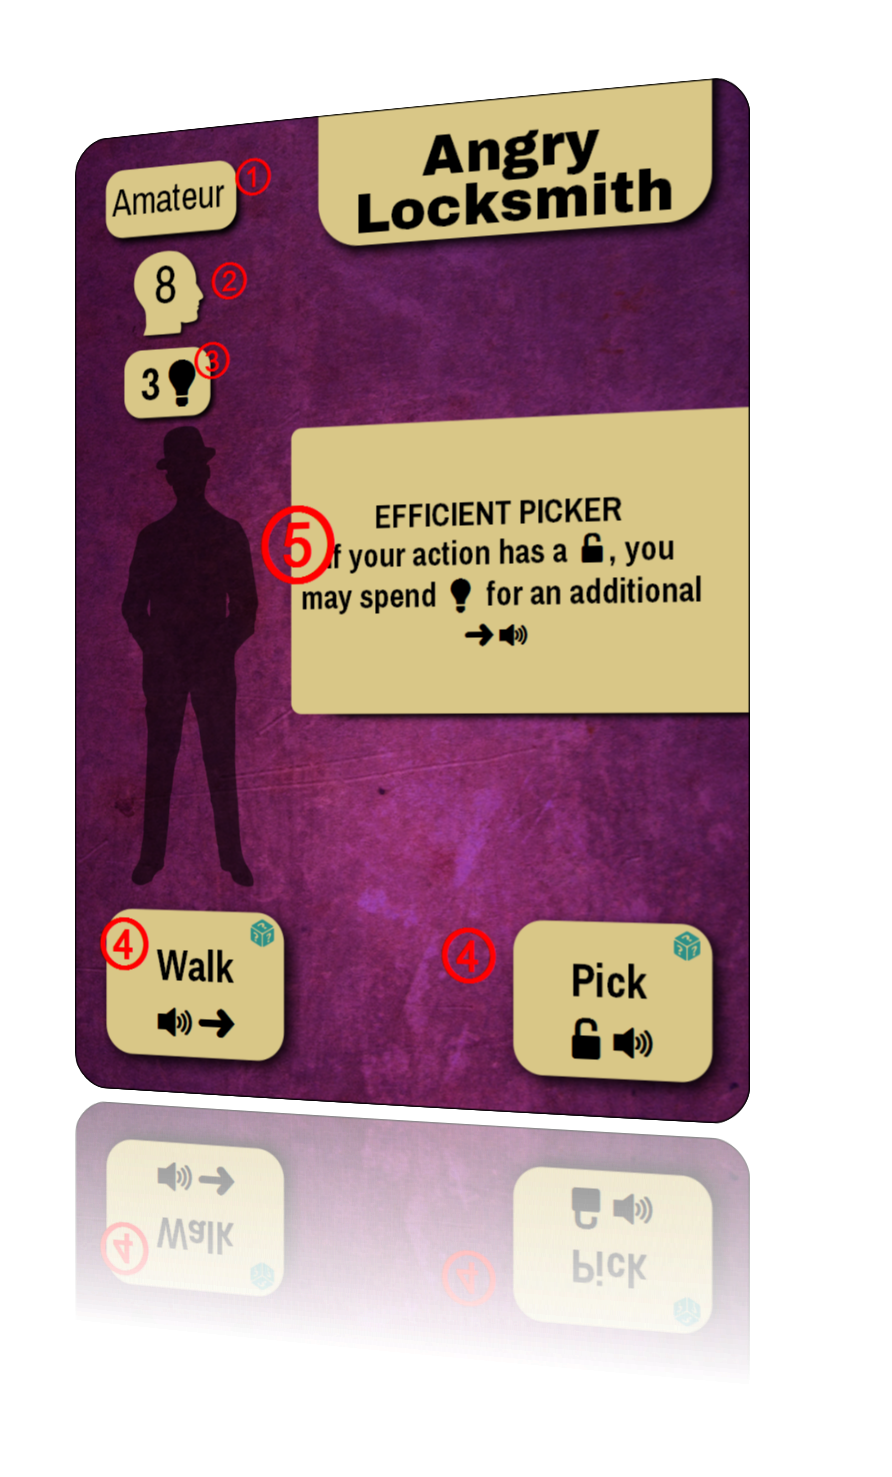 Angry
Locksmith
Amateur ①
8 ②
3 ③
EFFICIENT PICKER
⑤ If your action has a , you
may spend for an additional
④ Walk
④ Pick